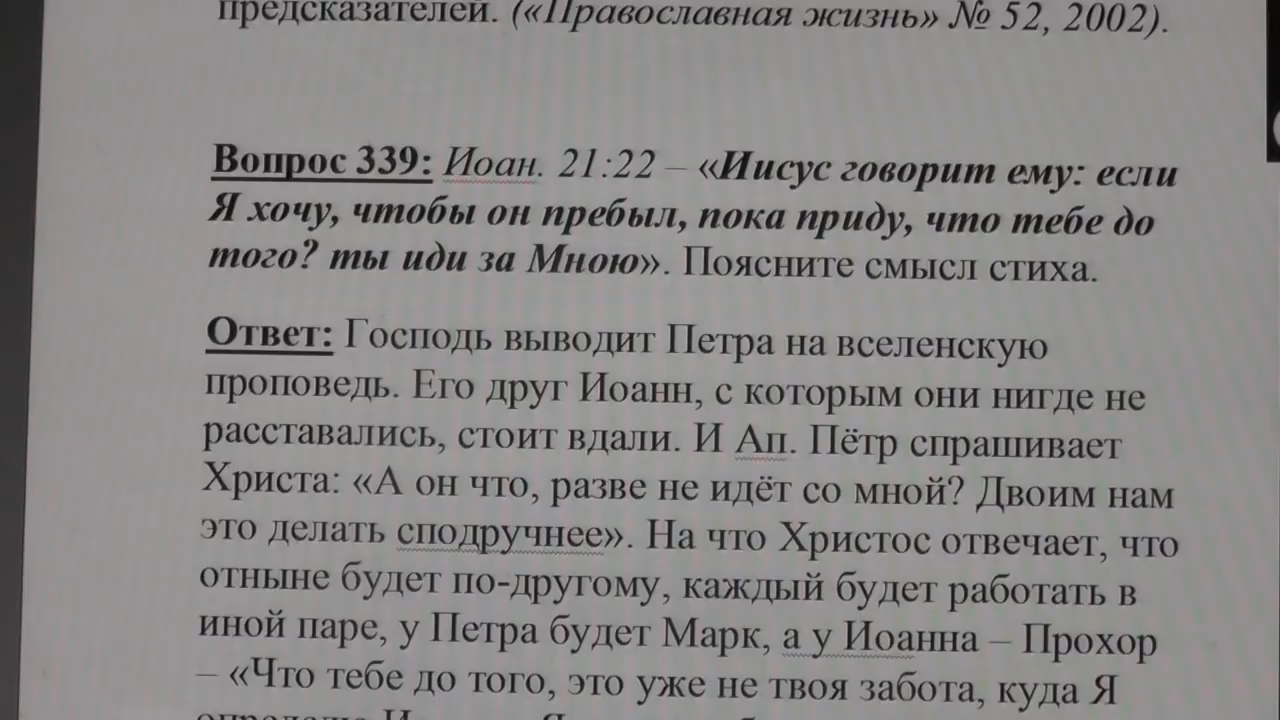 предсказателей. («Православная жизнь» № 52, 2002).
Вопрос 339: Иоан. 21:22 – «Иисус говорит ему: если
Я хочу, чтобы он пребыл, пока приду, что тебе до
того? ты иди за Мною». Поясните смысл стиха.
Ответ: Господь выводит Петра на вселенскую
проповедь. Его друг Иоанн, с которым они нигде не
расставались, стоит вдали. И Ап. Пётр спрашивает
Христа: «А он что, разве не идёт со мной? Двоим нам
это делать сподручнее». На что Христос отвечает, что
отныне будет по-другому, каждый будет работать в
иной паре, у Петра будет Марк, а у Иоанна – Прохор
– «Что тебе до того, это уже не твоя забота, куда Я